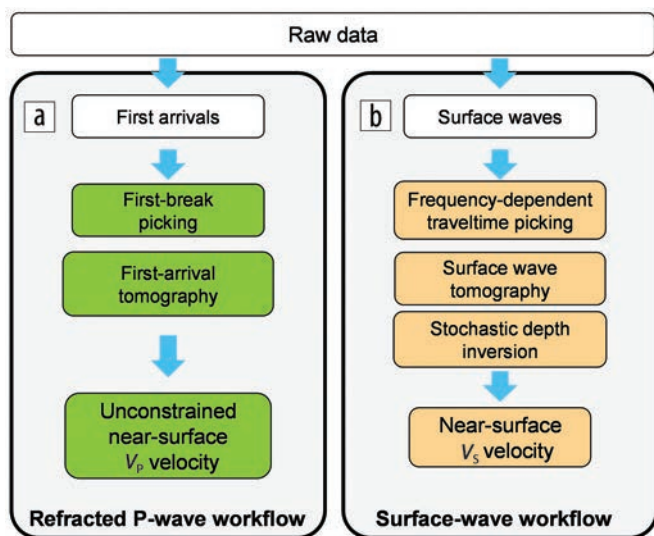 Raw data
a
First arrivals
First-break
picking
First-arrival
tomography
Unconstrained
near-surface
VP velocity
Refracted P-wave workflow
b
Surface waves
Frequency-dependent
traveltime picking
Surface wave
tomography
Stochastic depth
inversion
Near-surface
VS velocity
Surface-wave workflow